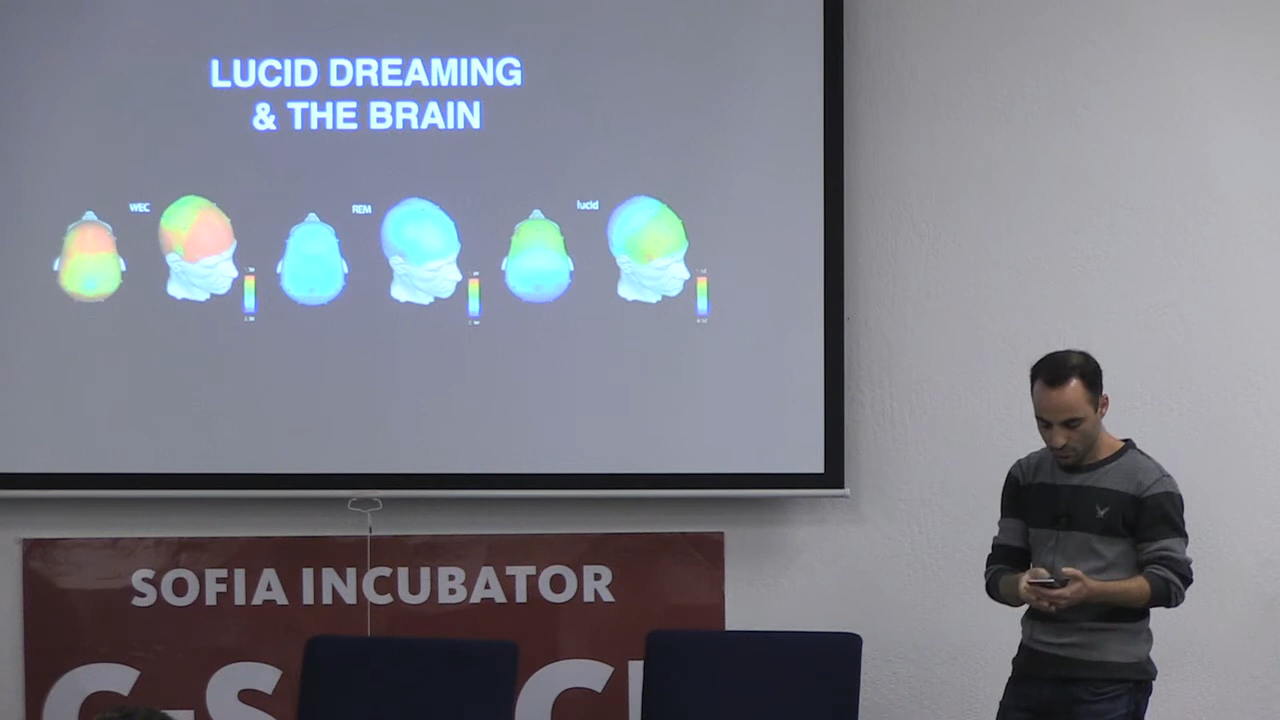 LUCID DREAMING
& THE BRAIN
WEC
REM
lucid
SOFIA INCUBATOR